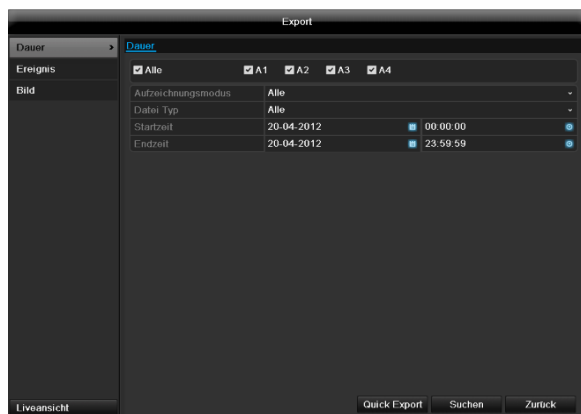 Export
Dauer >
Ereignis
Bild
Liveansicht
Dauer
Alle A1 A2 A3 A4
Aufzeichnungsmodus Alle
Datei Typ Alle
Startzeit 20-04-2012 00:00:00
Endzeit 20-04-2012 23:59:59
Quick Export Suchen Zurück